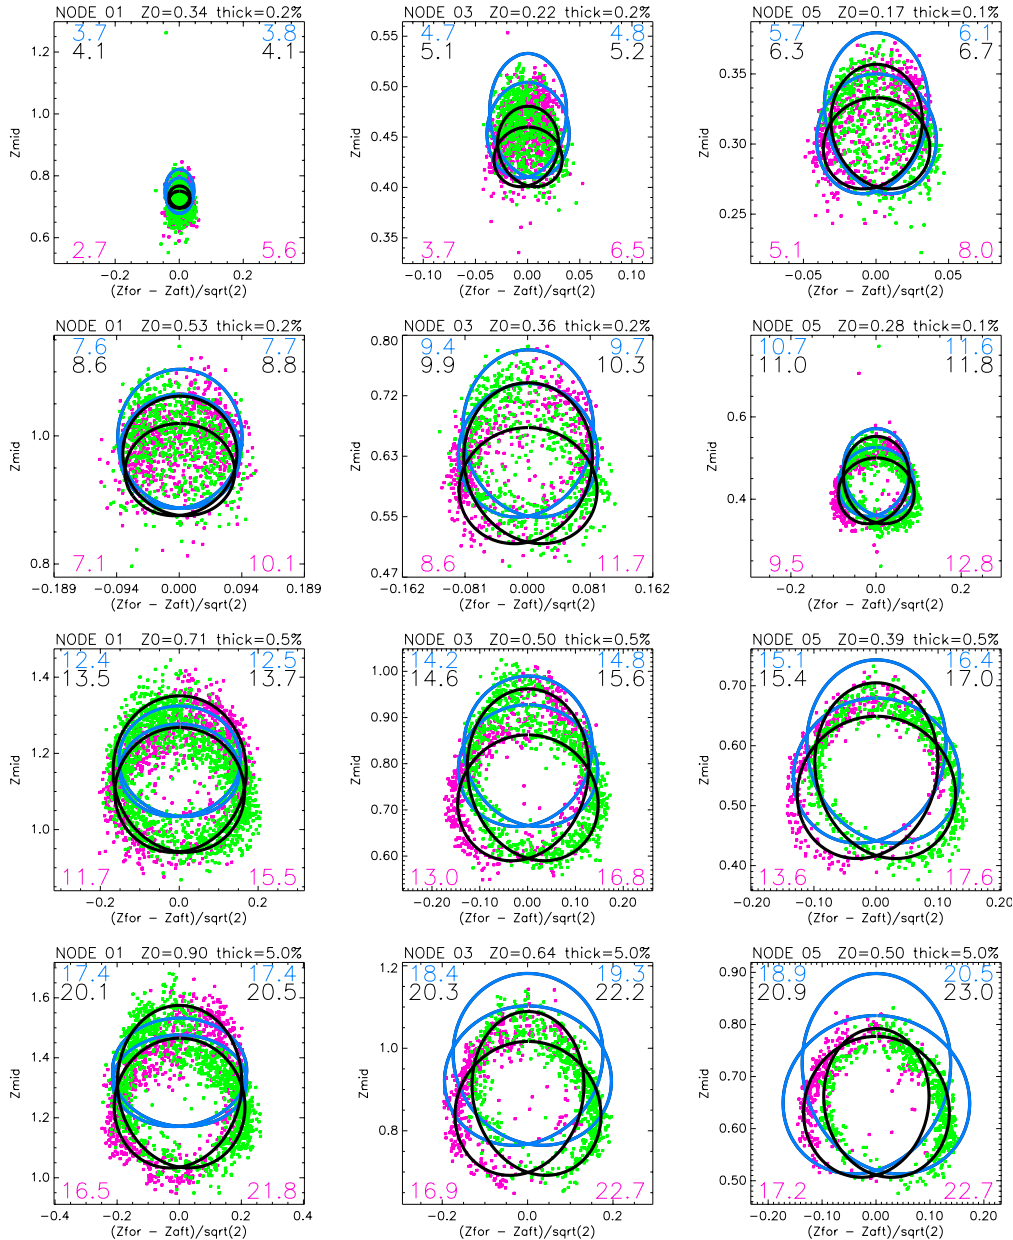 NODE 01 Z0=0.34 thick=0.2%
3.7 3.8
4.1 4.1
1.2
1.0
0.8
0.6
Zmid
2.7 5.6
−0.2 0.0 0.2
(Zfor − Zaft)/sqrt(2)
NODE 03 Z0=0.22 thick=0.2%
4.7 4.8
5.1 5.2
0.55
0.50
0.45
0.40
0.35
Zmid
3.7 6.5
−0.10 −0.05 0.00 0.05 0.10
(Zfor − Zaft)/sqrt(2)
NODE 05 Z0=0.17 thick=0.1%
5.7 6.1
6.3 6.7
0.35
0.30
0.25
Zmid
5.1 8.0
−0.05 0.00 0.05
(Zfor − Zaft)/sqrt(2)
NODE 01 Z0=0.53 thick=0.2%
7.6 7.7
8.6 8.8
1.0
0.8
Zmid
7.1 10.1
−0.189 −0.094 0.000 0.094 0.189
(Zfor − Zaft)/sqrt(2)
NODE 03 Z0=0.36 thick=0.2%
9.4 9.7
9.9 10.3
0.80
0.72
0.63
0.55
0.47
Zmid
8.6 11.7
−0.162 −0.081 0.000 0.081 0.162
(Zfor − Zaft)/sqrt(2)
NODE 05 Z0=0.28 thick=0.1%
10.7 11.6
11.0 11.8
0.6
0.4
Zmid
9.5 12.8
−0.2 0.0 0.2
(Zfor − Zaft)/sqrt(2)
NODE 01 Z0=0.71 thick=0.5%
12.4 12.5
13.5 13.7
1.4
1.2
1.0
Zmid
11.7 15.5
−0.2 0.0 0.2
(Zfor − Zaft)/sqrt(2)
NODE 03 Z0=0.50 thick=0.5%
14.2 14.8
14.6 15.6
1.00
0.90
0.80
0.70
0.60
Zmid
13.0 16.8
−0.20 −0.10 0.00 0.10 0.20
(Zfor − Zaft)/sqrt(2)
NODE 05 Z0=0.39 thick=0.5%
15.1 16.4
15.4 17.0
0.70
0.60
0.50
0.40
Zmid
13.6 17.6
−0.20 −0.10 0.00 0.10 0.20
(Zfor − Zaft)/sqrt(2)
NODE 01 Z0=0.90 thick=5.0%
17.4 17.4
20.1 20.5
1.6
1.4
1.2
1.0
Zmid
16.5 21.8
−0.4 −0.2 0.0 0.2 0.4
(Zfor − Zaft)/sqrt(2)
NODE 03 Z0=0.64 thick=5.0%
18.4 19.3
20.3 22.2
1.2
1.0
0.8
Zmid
16.9 22.7
−0.2 0.0 0.2
(Zfor − Zaft)/sqrt(2)
NODE 05 Z0=0.50 thick=5.0%
18.9 20.5
20.9 23.0
0.90
0.80
0.70
0.60
0.50
Zmid
17.2 22.7
−0.20 −0.10 0.00 0.10 0.20
(Zfor − Zaft)/sqrt(2)